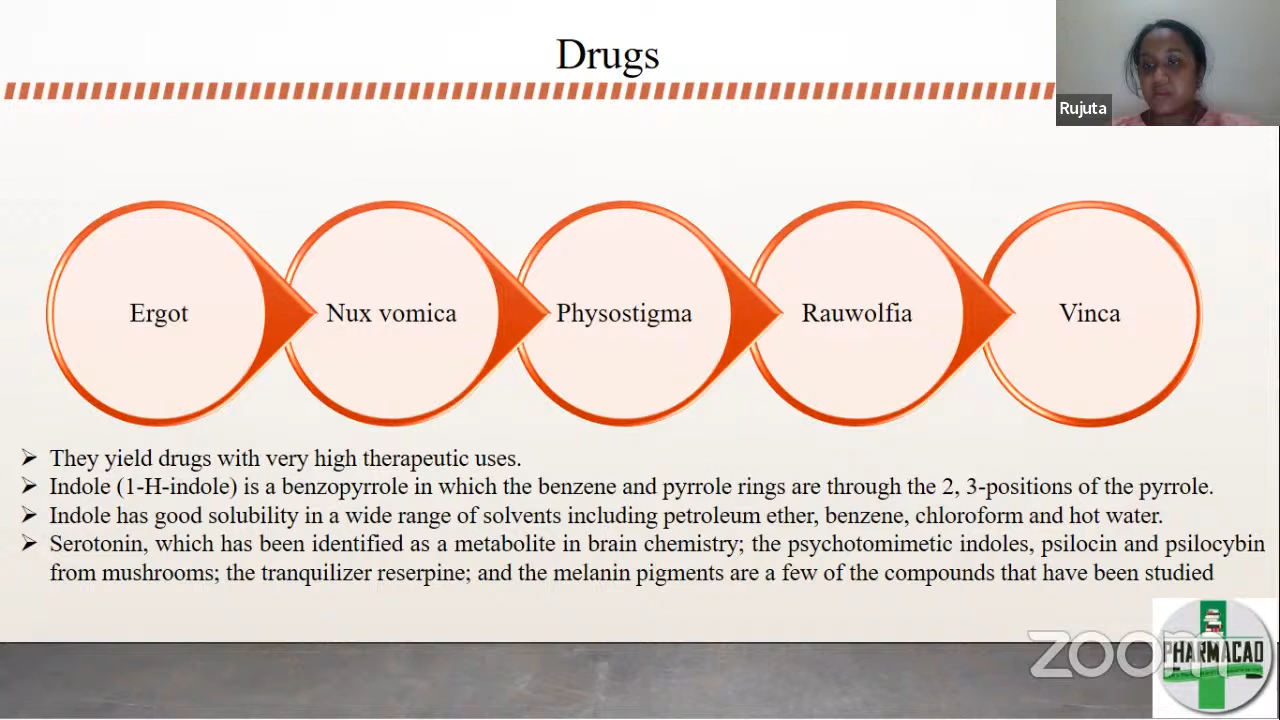 Drugs
Rujuta
Ergot
Nux vomica
Physostigma
Rauwolfia
Vinca
➢ They yield drugs with very high therapeutic uses.
➢ Indole (1-H-indole) is a benzopyrrole in which the benzene and pyrrole rings are through the 2, 3-positions of the pyrrole.
➢ Indole has good solubility in a wide range of solvents including petroleum ether, benzene, chloroform and hot water.
➢ Serotonin, which has been identified as a metabolite in brain chemistry; the psychotomimetic indoles, psilocin and psilocybin
from mushrooms; the tranquilizer reserpine; and the melanin pigments are a few of the compounds that have been studied
zoom
PHARMACAD